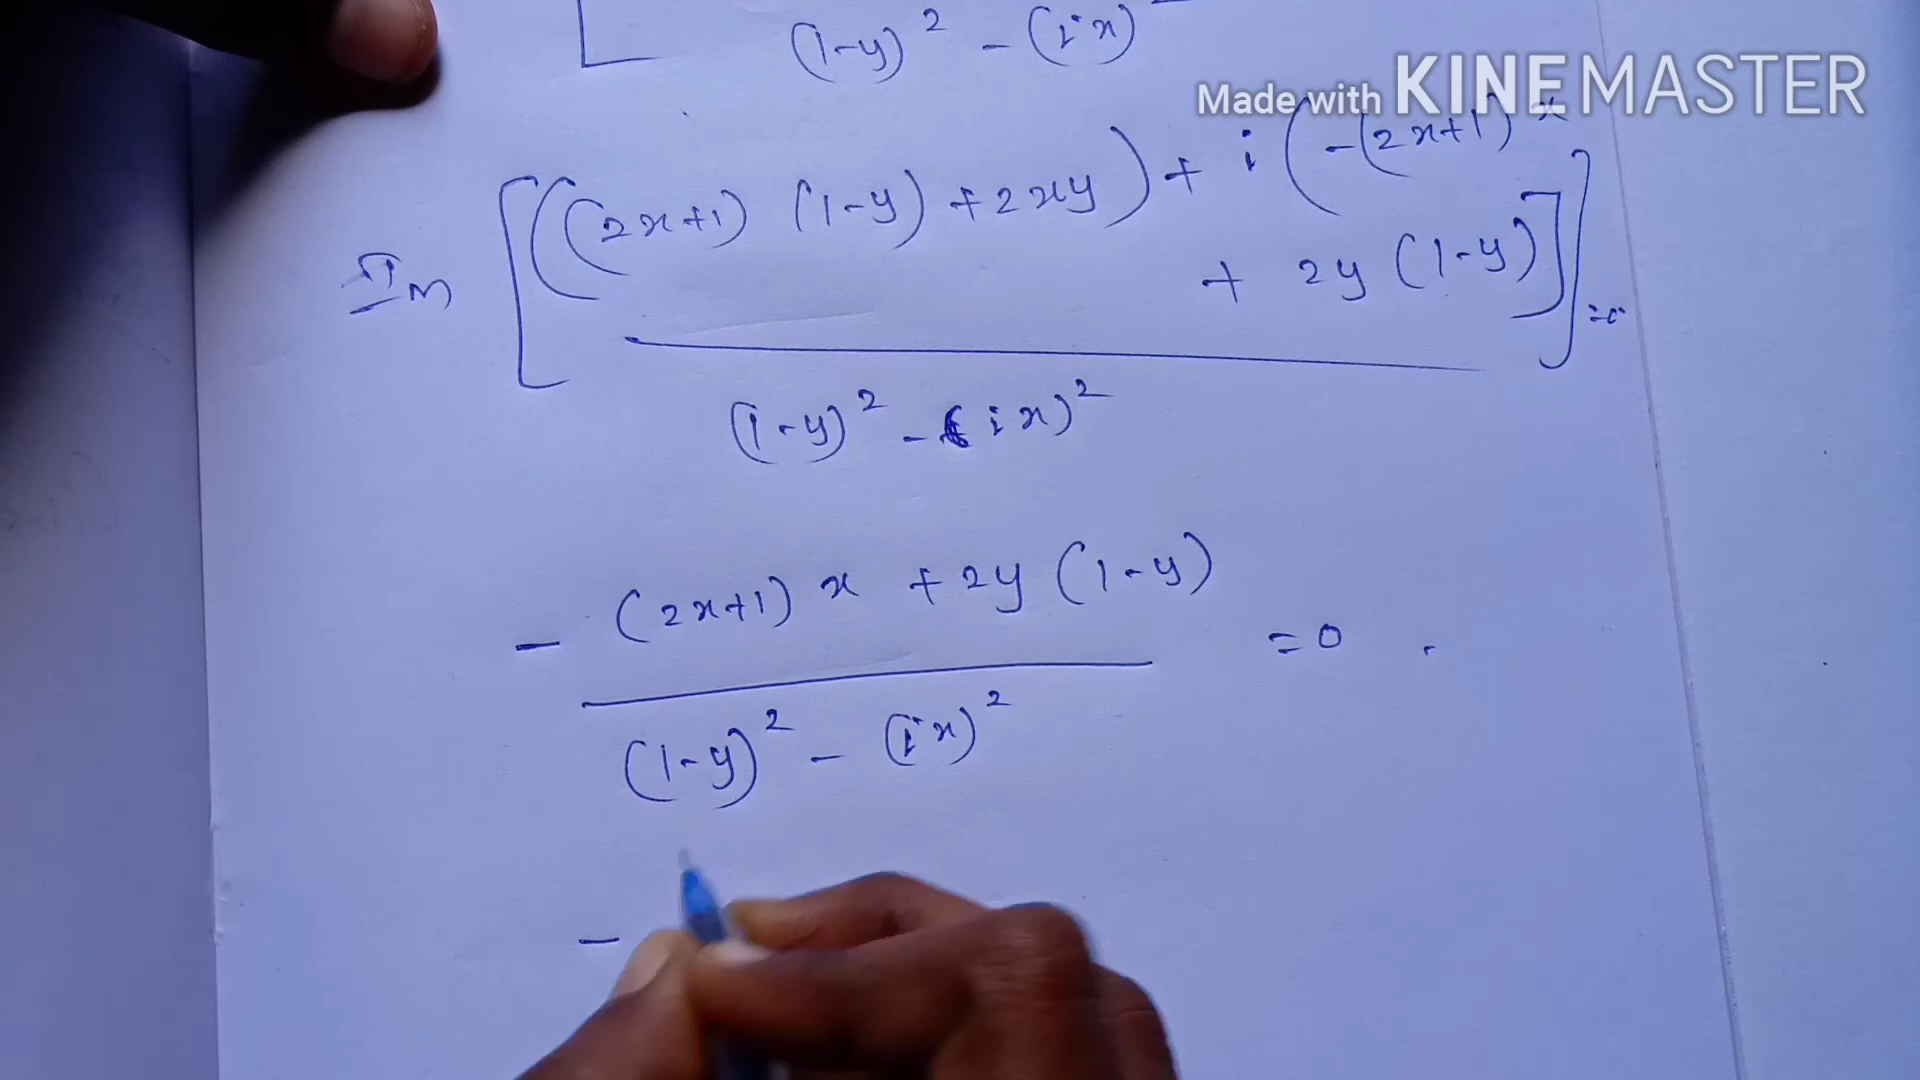 (1-y)² - (ix)²
Made with KINEMASTER
Im [((2x+1) (1-y) + 2xy) + i (-(2x+1) x
+ 2y (1-y)]] =0
(1-y)² - (ix)²
- (2x+1) x + 2y (1-y)
=0 .
(1-y)² - (ix)²
-